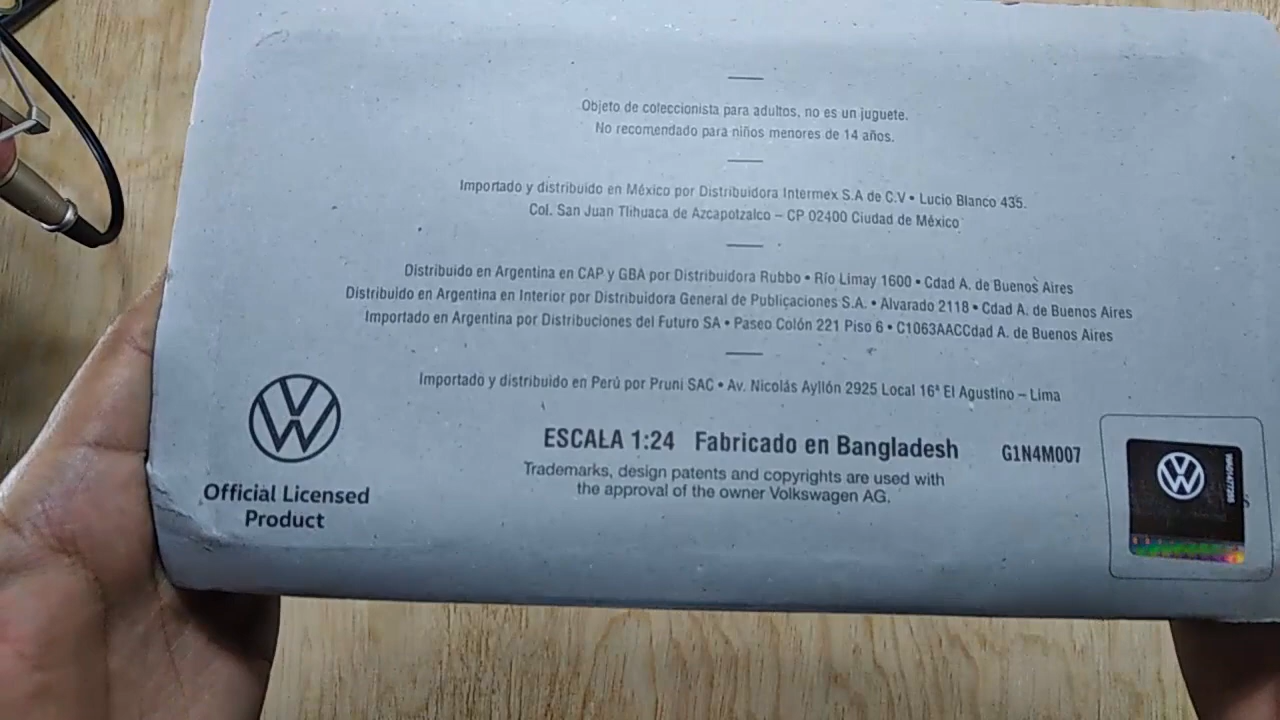 Objeto de coleccionista para adultos, no es un juguete.
No recomendado para niños menores de 14 años.
Importado y distribuido en México por Distribuidora Intermex S.A de C.V • Lucio Blanco 435.
Col. San Juan Tlihuaca de Azcapotzalco – CP 02400 Ciudad de México
Distribuido en Argentina en CAP y GBA por Distribuidora Rubbo • Río Limay 1600 • Cdad A. de Buenos Aires
Distribuido en Argentina en Interior por Distribuidora General de Publicaciones S.A. • Alvarado 2118 • Cdad A. de Buenos Aires
Importado en Argentina por Distribuciones del Futuro SA • Paseo Colón 221 Piso 6 • C1063AACCdad A. de Buenos Aires
Importado y distribuido en Perú por Pruni SAC • Av. Nicolás Ayllón 2925 Local 16ª El Agustino – Lima
ESCALA 1:24 Fabricado en Bangladesh G1N4M007
Trademarks, design patents and copyrights are used with
the approval of the owner Volkswagen AG.
Official Licensed
Product